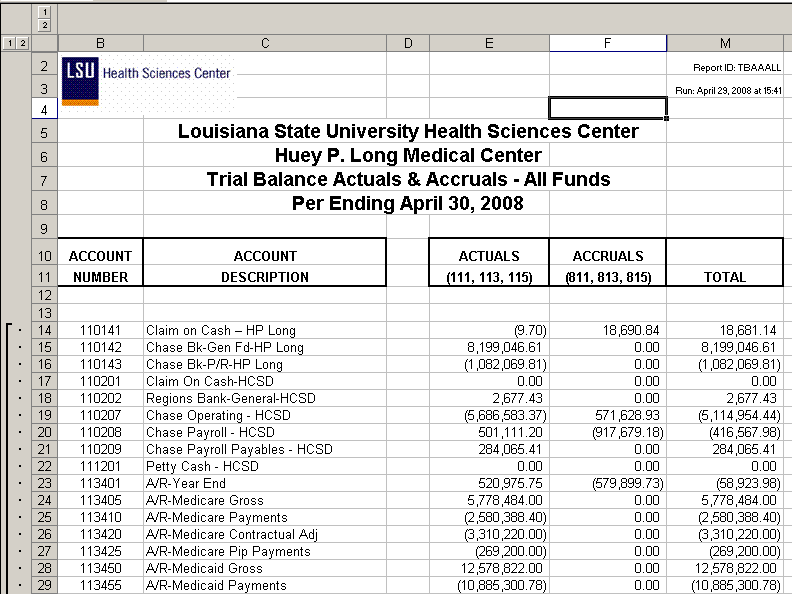 1
2
1 2 B C D E F M
2 LSU Health Sciences Center Report ID: TBAAALL
3 Run: April 29, 2008 at 15:41
4
5 Louisiana State University Health Sciences Center
6 Huey P. Long Medical Center
7 Trial Balance Actuals & Accruals - All Funds
8 Per Ending April 30, 2008
9
10 ACCOUNT ACCOUNT ACTUALS ACCRUALS
11 NUMBER DESCRIPTION (111, 113, 115) (811, 813, 815) TOTAL
12
13
14 110141 Claim on Cash – HP Long (9.70) 18,690.84 18,681.14
15 110142 Chase Bk-Gen Fd-HP Long 8,199,046.61 0.00 8,199,046.61
16 110143 Chase Bk-P/R-HP Long (1,082,069.81) 0.00 (1,082,069.81)
17 110201 Claim On Cash-HCSD 0.00 0.00 0.00
18 110202 Regions Bank-General-HCSD 2,677.43 0.00 2,677.43
19 110207 Chase Operating - HCSD (5,686,583.37) 571,628.93 (5,114,954.44)
20 110208 Chase Payroll - HCSD 501,111.20 (917,679.18) (416,567.98)
21 110209 Chase Payroll Payables - HCSD 284,065.41 0.00 284,065.41
22 111201 Petty Cash - HCSD 0.00 0.00 0.00
23 113401 A/R-Year End 520,975.75 (579,899.73) (58,923.98)
24 113405 A/R-Medicare Gross 5,778,484.00 0.00 5,778,484.00
25 113410 A/R-Medicare Payments (2,580,388.40) 0.00 (2,580,388.40)
26 113420 A/R-Medicare Contractual Adj (3,310,220.00) 0.00 (3,310,220.00)
27 113425 A/R-Medicare Pip Payments (269,200.00) 0.00 (269,200.00)
28 113450 A/R-Medicaid Gross 12,578,822.00 0.00 12,578,822.00
29 113455 A/R-Medicaid Payments (10,885,300.78) 0.00 (10,885,300.78)